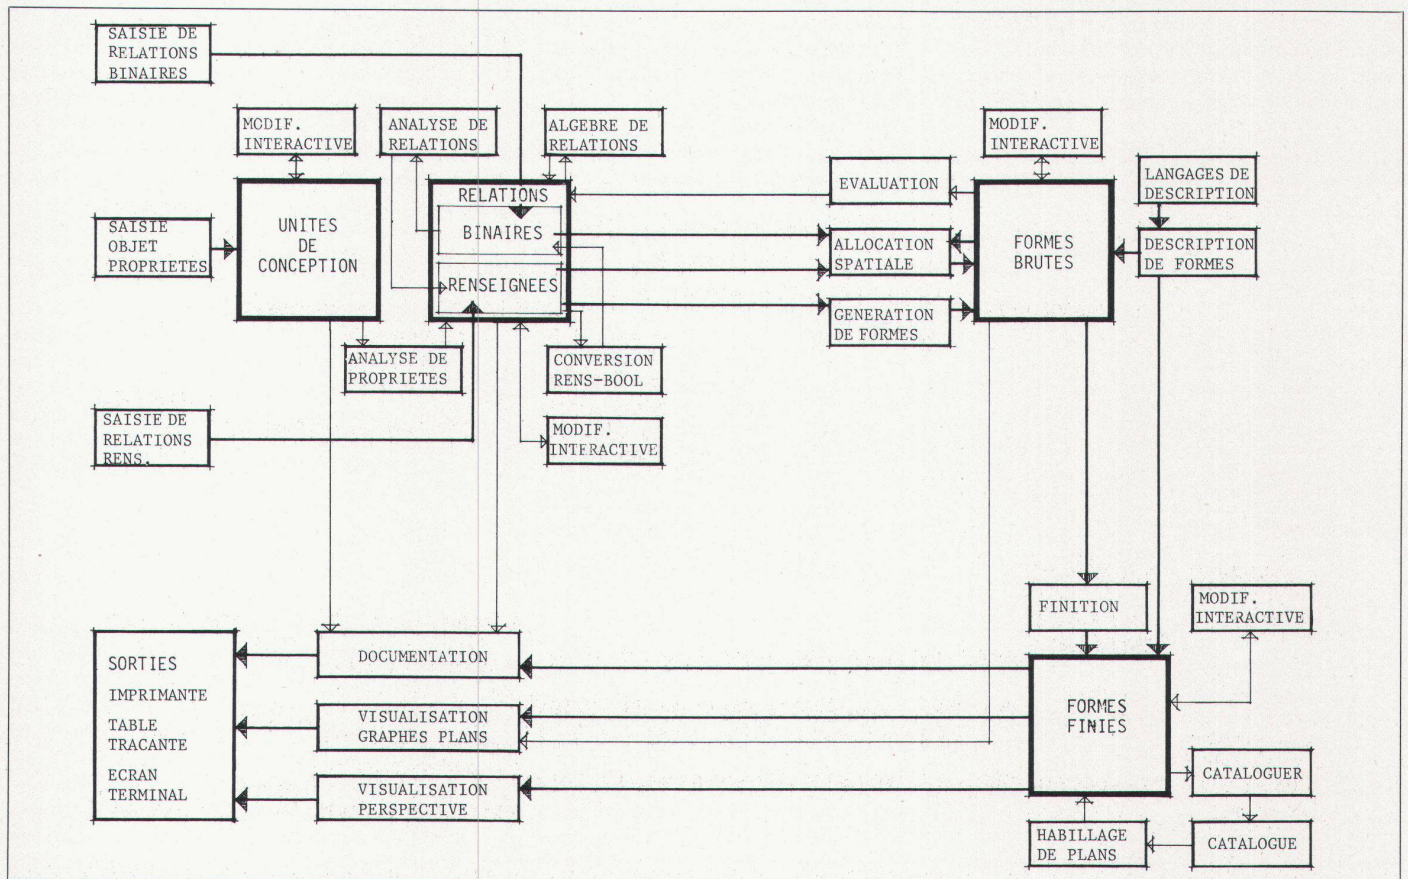 SAISIE DE
RELATIONS
BINAIRES
MODIF.
INTERACTIVE
ANALYSE DE
RELATIONS
ALGEBRE DE
RELATIONS
MODIF.
INTERACTIVE
EVALUATION
LANGAGES DE
DESCRIPTION
SAISIE
OBJET
PROPRIETES
UNITES
DE
CONCEPTION
RELATIONS
BINAIRES
RENSEIGNEES
ALLOCATION
SPATIALE
GENERATION
DE FORMES
FORMES
BRUTES
DESCRIPTION
DE FORMES
ANALYSE DE
PROPRIETES
CONVERSION
RENS-BOOL
SAISIE DE
RELATIONS
RENS.
MODIF.
INTERACTIVE
FINITION
MODIF.
INTERACTIVE
SORTIES
IMPRIMANTE
TABLE
TRACANTE
ECRAN
TERMINAL
DOCUMENTATION
VISUALISATION
GRAPHES PLANS
VISUALISATION
PERSPECTIVE
FORMES
FINIES
CATALOGUER
HABILLAGE
DE PLANS
CATALOGUE